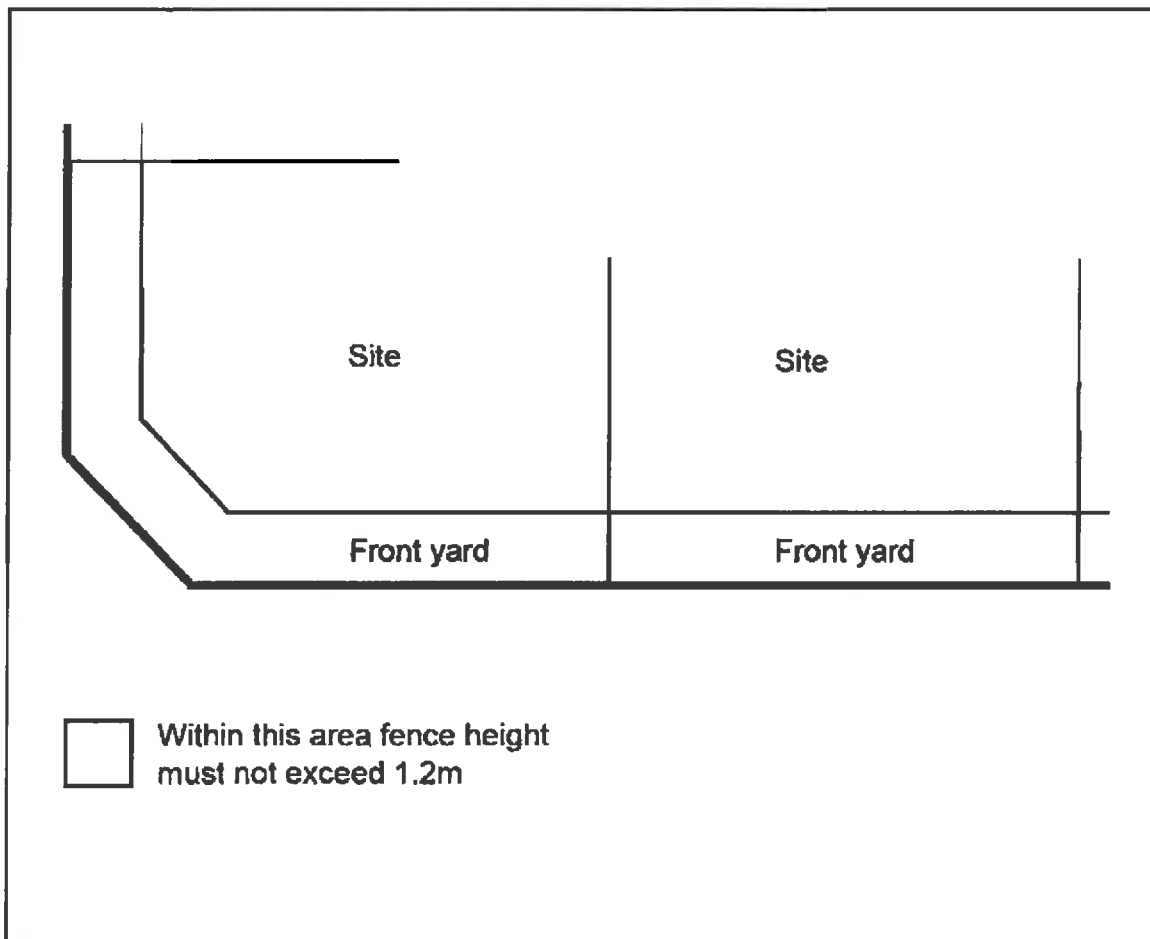 Site
Site
Front yard
Front yard
Within this area fence height
must not exceed 1.2m